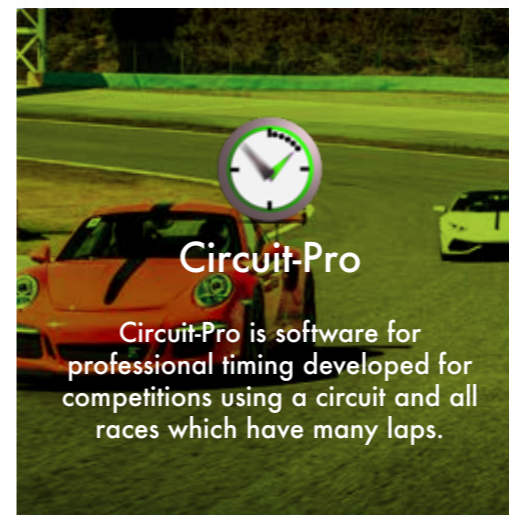 Circuit-Pro
Circuit-Pro is software for
professional timing developed for
competitions using a circuit and all
races which have many laps.